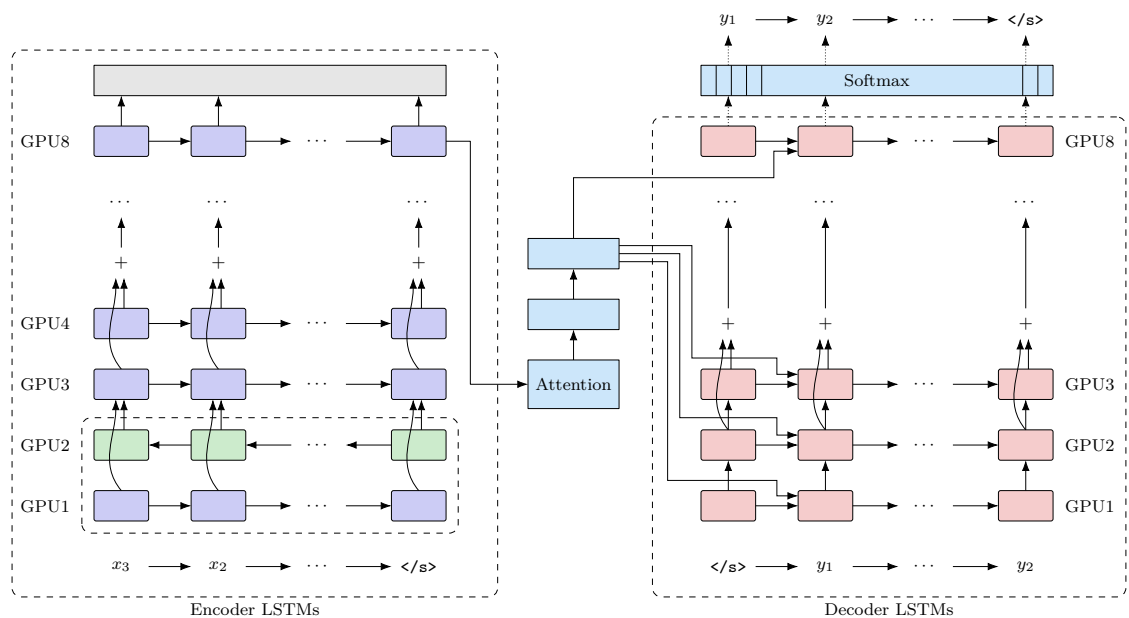 y1 y2 ··· </s>
Softmax
GPU8 GPU8
··· ··· ··· ··· ··· ···
+ + +
GPU4 ··· + + +
GPU3 ··· Attention ··· GPU3
GPU2 ··· ··· GPU2
GPU1 ··· ··· GPU1
x3 x2 ··· </s> </s> y1 ··· y2
Encoder LSTMs Decoder LSTMs